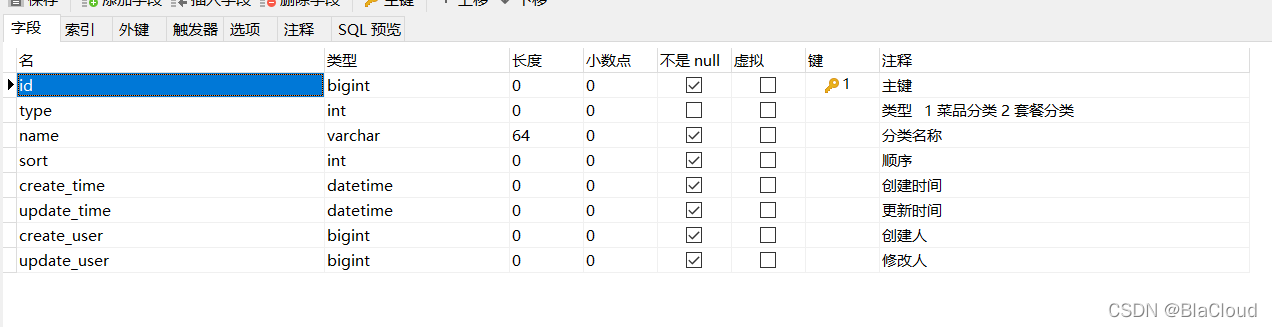 保存 添加字段 插入字段 删除字段 主键 上移 下移
字段 索引 外键 触发器 选项 注释 SQL 预览
名 类型 长度 小数点 不是 null 虚拟 键 注释
id bigint 0 0 1 主键
type int 0 0 类型 1 菜品分类 2 套餐分类
name varchar 64 0 分类名称
sort int 0 0 顺序
create_time datetime 0 0 创建时间
update_time datetime 0 0 更新时间
create_user bigint 0 0 创建人
update_user bigint 0 0 修改人
CSDN @BlaCloud